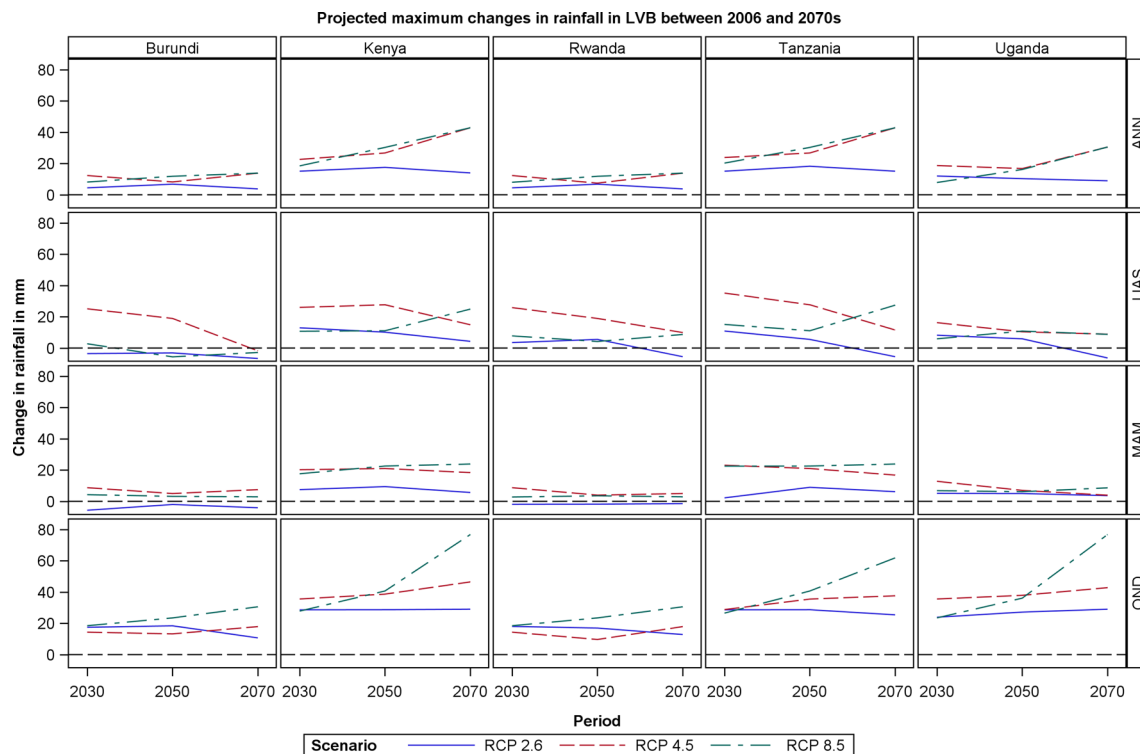 Projected maximum changes in rainfall in LVB between 2006 and 2070s
Burundi Kenya Rwanda Tanzania Uganda
80
60
40
20
0
ANN
80
60
40
20
0
80
60
40
20
0
MAM
80
60
40
20
0
OND
Change in rainfall in mm
2030 2050 2070 2030 2050 2070 2030 2050 2070 2030 2050 2070 2030 2050 2070
Period
Scenario RCP 2.6 RCP 4.5 RCP 8.5